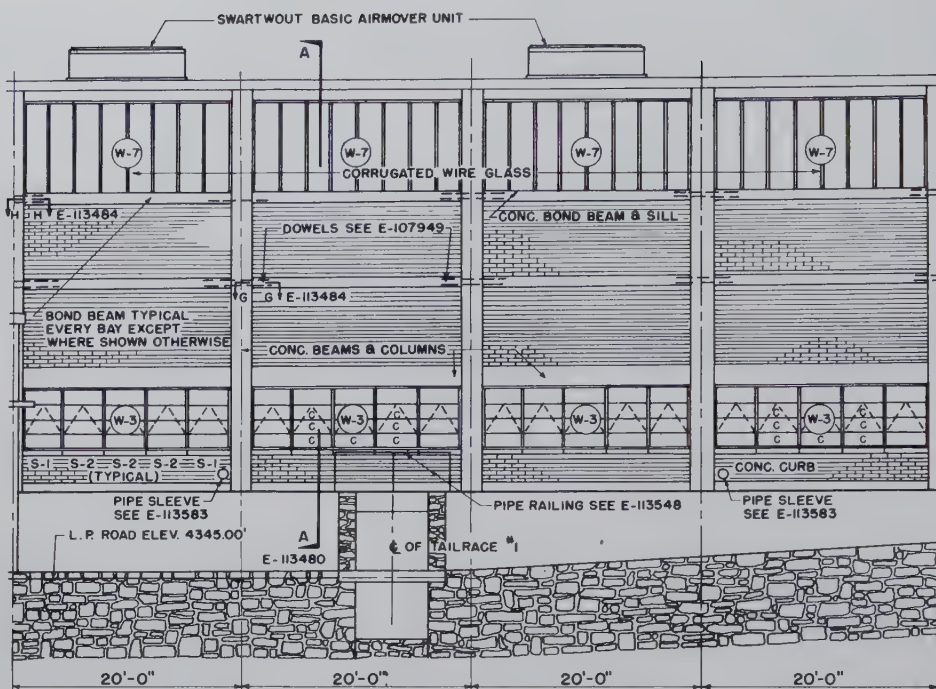 SWARTWOUT BASIC AIRMOVER UNIT
A
W-7
W-7
W-7
W-7
CORRUGATED WIRE GLASS
H H E-113484
CONC. BOND BEAM & SILL
DOWELS SEE E-107949
G G E-113484
BOND BEAM TYPICAL
EVERY BAY EXCEPT
WHERE SHOWN OTHERWISE
CONC. BEAMS & COLUMNS
W-3
C C
C W-3 C
C C
W-3
C C
C W-3 C
C C
S-1 S-2 S-2 S-2 S-1
(TYPICAL)
CONC. CURB
PIPE SLEEVE
SEE E-113583
PIPE RAILING SEE E-113548
PIPE SLEEVE
SEE E-113583
L.P. ROAD ELEV. 4345.00'
A
E-113480
℄ OF TAILRACE #1
20'-0" 20'-0" 20'-0" 20'-0"